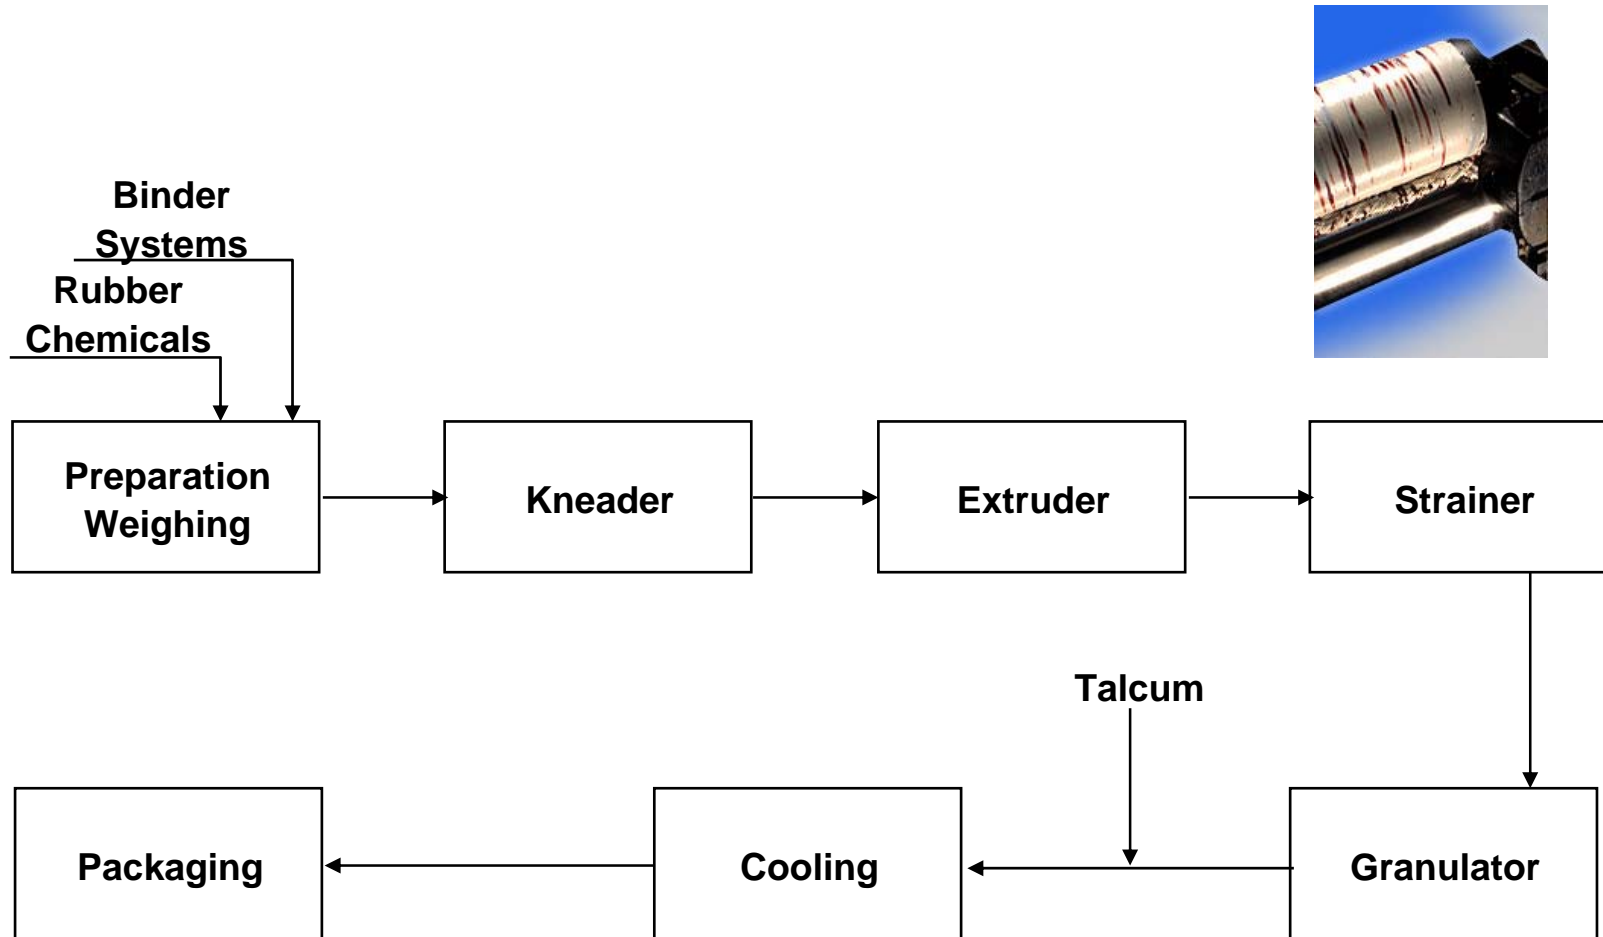 Binder
Systems
Rubber
Chemicals
Preparation
Weighing
Kneader
Extruder
Strainer
Talcum
Packaging
Cooling
Granulator